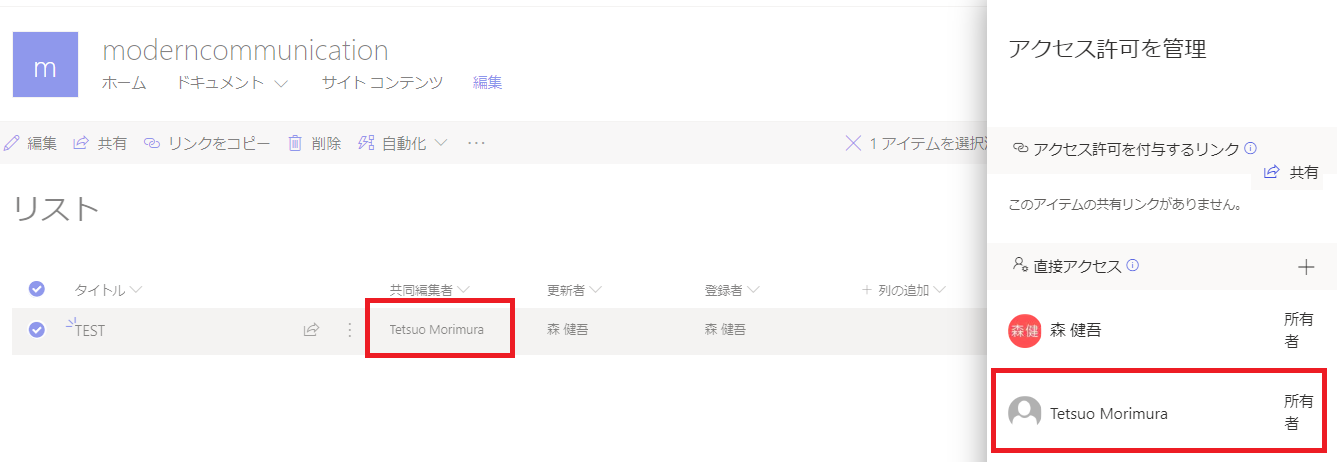 m
moderncommunication
ホーム ドキュメント サイト コンテンツ 編集
編集 共有 リンクをコピー 削除 自動化 ... 1 アイテムを選択
リスト
タイトル 共同編集者 更新者 登録者 + 列の追加
TEST Tetsuo Morimura 森 健吾 森 健吾
アクセス許可を管理
アクセス許可を付与するリンク
共有
このアイテムの共有リンクがありません。
直接アクセス
森健 森 健吾 所有
者
Tetsuo Morimura 所有
者